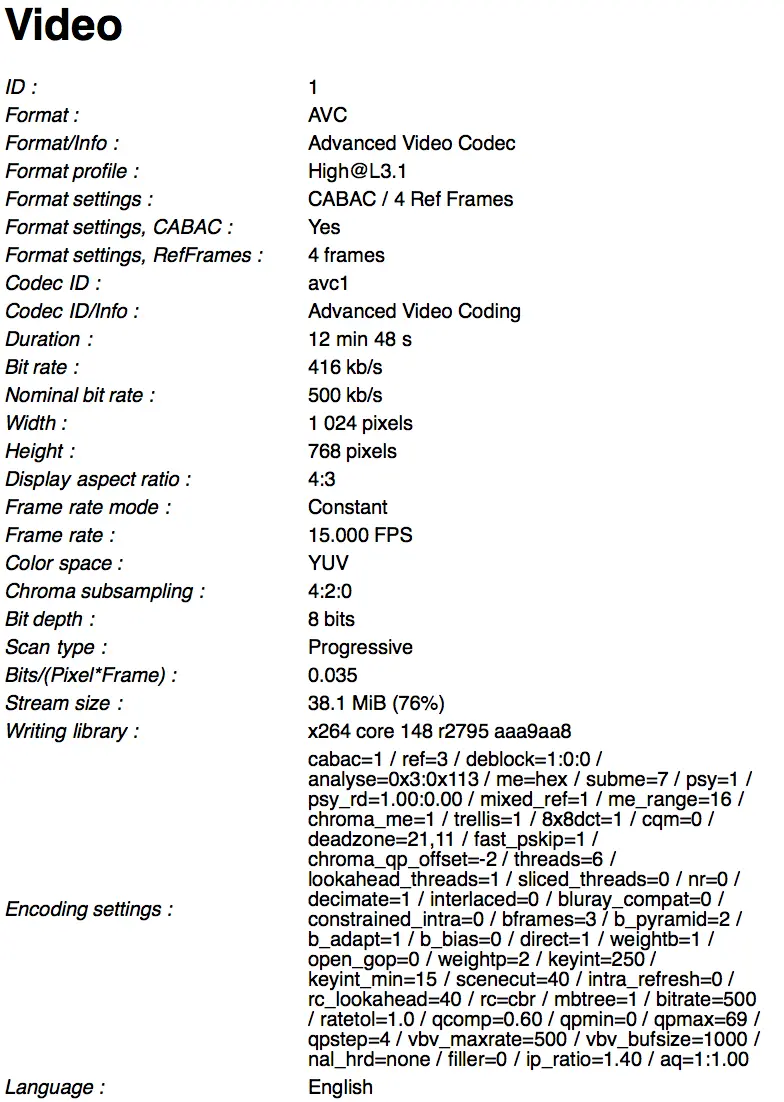 Video
ID : 1
Format : AVC
Format/Info : Advanced Video Codec
Format profile : High@L3.1
Format settings : CABAC / 4 Ref Frames
Format settings, CABAC : Yes
Format settings, RefFrames : 4 frames
Codec ID : avc1
Codec ID/Info : Advanced Video Coding
Duration : 12 min 48 s
Bit rate : 416 kb/s
Nominal bit rate : 500 kb/s
Width : 1 024 pixels
Height : 768 pixels
Display aspect ratio : 4:3
Frame rate mode : Constant
Frame rate : 15.000 FPS
Color space : YUV
Chroma subsampling : 4:2:0
Bit depth : 8 bits
Scan type : Progressive
Bits/(Pixel*Frame) : 0.035
Stream size : 38.1 MiB (76%)
Writing library : x264 core 148 r2795 aaa9aa8
Encoding settings :
cabac=1 / ref=3 / deblock=1:0:0 /
analyse=0x3:0x113 / me=hex / subme=7 / psy=1 /
psy_rd=1.00:0.00 / mixed_ref=1 / me_range=16 /
chroma_me=1 / trellis=1 / 8x8dct=1 / cqm=0 /
deadzone=21,11 / fast_pskip=1 /
chroma_qp_offset=-2 / threads=6 /
lookahead_threads=1 / sliced_threads=0 / nr=0 /
decimate=1 / interlaced=0 / bluray_compat=0 /
constrained_intra=0 / bframes=3 / b_pyramid=2 /
b_adapt=1 / b_bias=0 / direct=1 / weightb=1 /
open_gop=0 / weightp=2 / keyint=250 /
keyint_min=15 / scenecut=40 / intra_refresh=0 /
rc_lookahead=40 / rc=cbr / mbtree=1 / bitrate=500
/ ratetol=1.0 / qcomp=0.60 / qpmin=0 / qpmax=69 /
qpstep=4 / vbv_maxrate=500 / vbv_bufsize=1000 /
nal_hrd=none / filler=0 / ip_ratio=1.40 / aq=1:1.00
Language : English